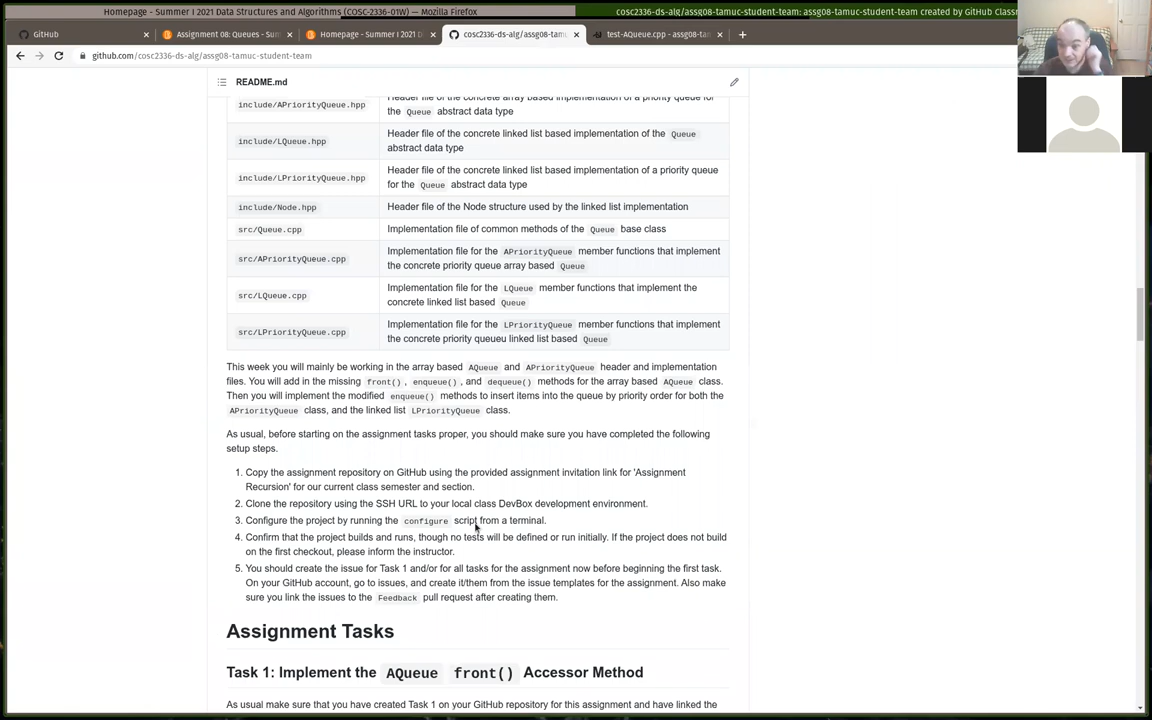 Homepage - Summer I 2021 Data Structures and Algorithms (COSC-2336-01W) — Mozilla Firefox
cosc2336-ds-alg/assg08-tamuc-student-team: assg08-tamuc-student-team created by GitHub Classr
GitHub
Assignment 08: Queues - Sum
Homepage - Summer I 2021 D
cosc2336-ds-alg/assg08-tamu
test-AQueue.cpp - assg08-tam
github.com/cosc2336-ds-alg/assg08-tamuc-student-team
README.md
include/APriorityQueue.hpp
Header file of the concrete array based implementation of a priority queue for
the Queue abstract data type
include/LQueue.hpp
Header file of the concrete linked list based implementation of the Queue
abstract data type
include/LPriorityQueue.hpp
Header file of the concrete linked list based implementation of a priority queue
for the Queue abstract data type
include/Node.hpp
Header file of the Node structure used by the linked list implementation
src/Queue.cpp
Implementation file of common methods of the Queue base class
src/APriorityQueue.cpp
Implementation file for the APriorityQueue member functions that implement
the concrete priority queue array based Queue
src/LQueue.cpp
Implementation file for the LQueue member functions that implement the
concrete linked list based Queue
src/LPriorityQueue.cpp
Implementation file for the LPriorityQueue member functions that implement
the concrete priority queueu linked list based Queue
This week you will mainly be working in the array based AQueue and APriorityQueue header and implementation
files. You will add in the missing front(), enqueue(), and dequeue() methods for the array based AQueue class.
Then you will implement the modified enqueue() methods to insert items into the queue by priority order for both the
APriorityQueue class, and the linked list LPriorityQueue class.
As usual, before starting on the assignment tasks proper, you should make sure you have completed the following
setup steps.
1. Copy the assignment repository on GitHub using the provided assignment invitation link for 'Assignment
Recursion' for our current class semester and section.
2. Clone the repository using the SSH URL to your local class DevBox development environment.
3. Configure the project by running the configure script from a terminal.
4. Confirm that the project builds and runs, though no tests will be defined or run initially. If the project does not build
on the first checkout, please inform the instructor.
5. You should create the issue for Task 1 and/or for all tasks for the assignment now before beginning the first task.
On your GitHub account, go to issues, and create it/them from the issue templates for the assignment. Also make
sure you link the issues to the Feedback pull request after creating them.
Assignment Tasks
Task 1: Implement the AQueue front() Accessor Method
As usual make sure that you have created Task 1 on your GitHub repository for this assignment and have linked the